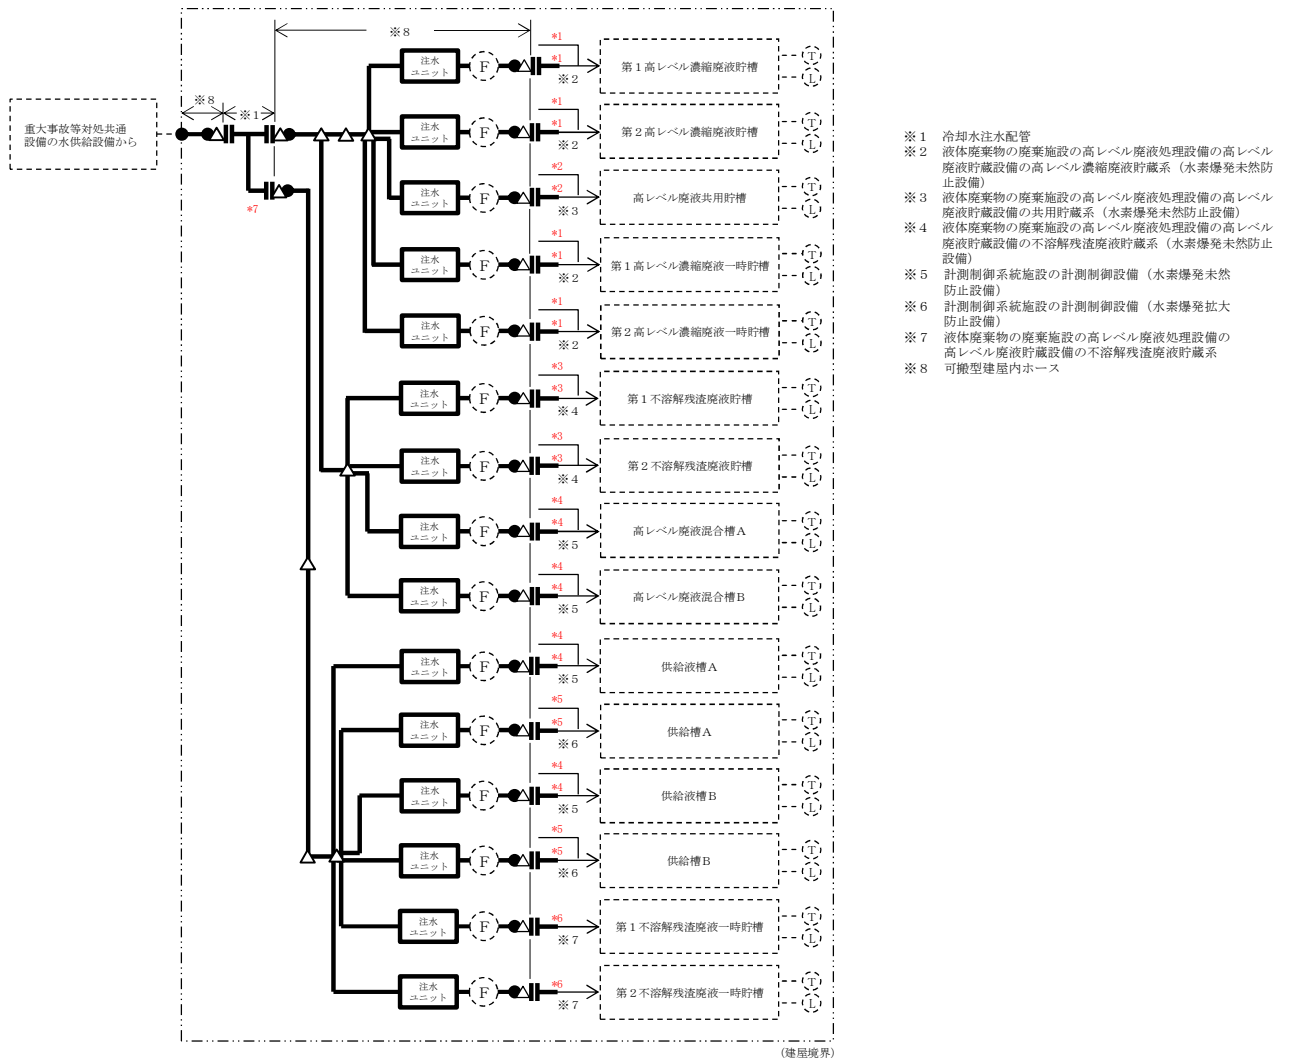 ※8
*1
注水
ユニット
F
*1
※2
第1高レベル濃縮廃液貯槽
T
L
※8
※1
重大事故等対処共通
設備の水供給設備から
*7
*1
注水
ユニット
F
*1
※2
第2高レベル濃縮廃液貯槽
T
L
*2
注水
ユニット
F
*2
※3
高レベル廃液共用貯槽
T
L
*1
注水
ユニット
F
*1
※2
第1高レベル濃縮廃液一時貯槽
T
L
*1
注水
ユニット
F
*1
※2
第2高レベル濃縮廃液一時貯槽
T
L
*3
注水
ユニット
F
*3
※4
第1不溶解残渣廃液貯槽
T
L
*3
注水
ユニット
F
*3
※4
第2不溶解残渣廃液貯槽
T
L
*4
注水
ユニット
F
*4
※5
高レベル廃液混合槽A
T
L
*4
注水
ユニット
F
*4
※5
高レベル廃液混合槽B
T
L
*4
注水
ユニット
F
*4
※5
供給液槽A
T
L
*5
注水
ユニット
F
*5
※6
供給槽A
T
L
*4
注水
ユニット
F
*4
※5
供給液槽B
T
L
*5
注水
ユニット
F
*5
※6
供給槽B
T
L
注水
ユニット
F
*6
※7
第1不溶解残渣廃液一時貯槽
T
L
注水
ユニット
F
*6
※7
第2不溶解残渣廃液一時貯槽
T
L
(建屋境界)
※1 冷却水注水配管
※2 液体廃棄物の廃棄施設の高レベル廃液処理設備の高レベル
廃液貯蔵設備の高レベル濃縮廃液貯蔵系（水素爆発未然防
止設備）
※3 液体廃棄物の廃棄施設の高レベル廃液処理設備の高レベル
廃液貯蔵設備の共用貯蔵系（水素爆発未然防止設備）
※4 液体廃棄物の廃棄施設の高レベル廃液処理設備の高レベル
廃液貯蔵設備の不溶解残渣廃液貯蔵系（水素爆発未然防止
設備）
※5 計測制御系統施設の計測制御設備（水素爆発未然
防止設備）
※6 計測制御系統施設の計測制御設備（水素爆発拡大
防止設備）
※7 液体廃棄物の廃棄施設の高レベル廃液処理設備の
高レベル廃液貯蔵設備の不溶解残渣廃液貯蔵系
※8 可搬型建屋内ホース